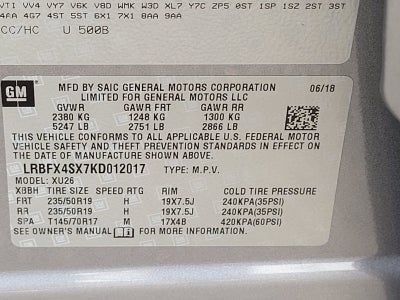 VTI VV4 VY7 V6K V8D WMK W3D XL7 Y7C ZP5 0ST 1SP 1SZ 2ST 3ST
4AA 4G7 4ST 5ST 6X1 7X1 8AA 9AA
CC/HC U 500B
GM
MFD BY SAIC GENERAL MOTORS CORPORATION 06/18
LIMITED FOR GENERAL MOTORS LLC
GVWR GAWR FRT GAWR RR
2380 KG 1248 KG 1300 KG
5247 LB 2751 LB 2866 LB
THIS VEHICLE CONFORMS TO ALL APPLICABLE U.S. FEDERAL MOTOR
VEHICLE SAFETY, BUMPER, AND THEFT PREVENTION STANDARDS IN
EFFECT ON THE DATE OF MANUFACTURE SHOWN ABOVE.
LRBFX4SX7KD012017 TYPE: M.P.V.
MODEL: XU26
TIRE SIZE SPEED RTG RIM COLD TIRE PRESSURE
FRT 235/50R19 H 19X7.5J 240KPA(35PSI)
RR 235/50R19 H 19X7.5J 240KPA(35PSI)
SPA T145/70R17 M 17X4B 420KPA(60PSI)
SEE OWNER'S MANUAL FOR MORE INFORMATION